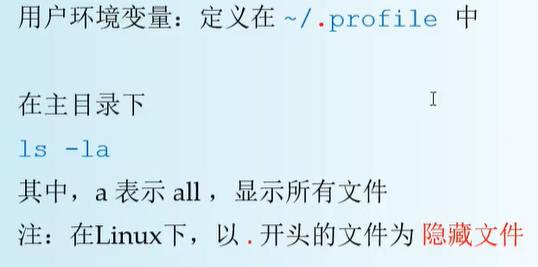 用户环境变量：定义在 ~/.profile 中
在主目录下
ls -la
其中，a 表示 all ，显示所有文件
注：在Linux下，以 . 开头的文件为 隐藏文件